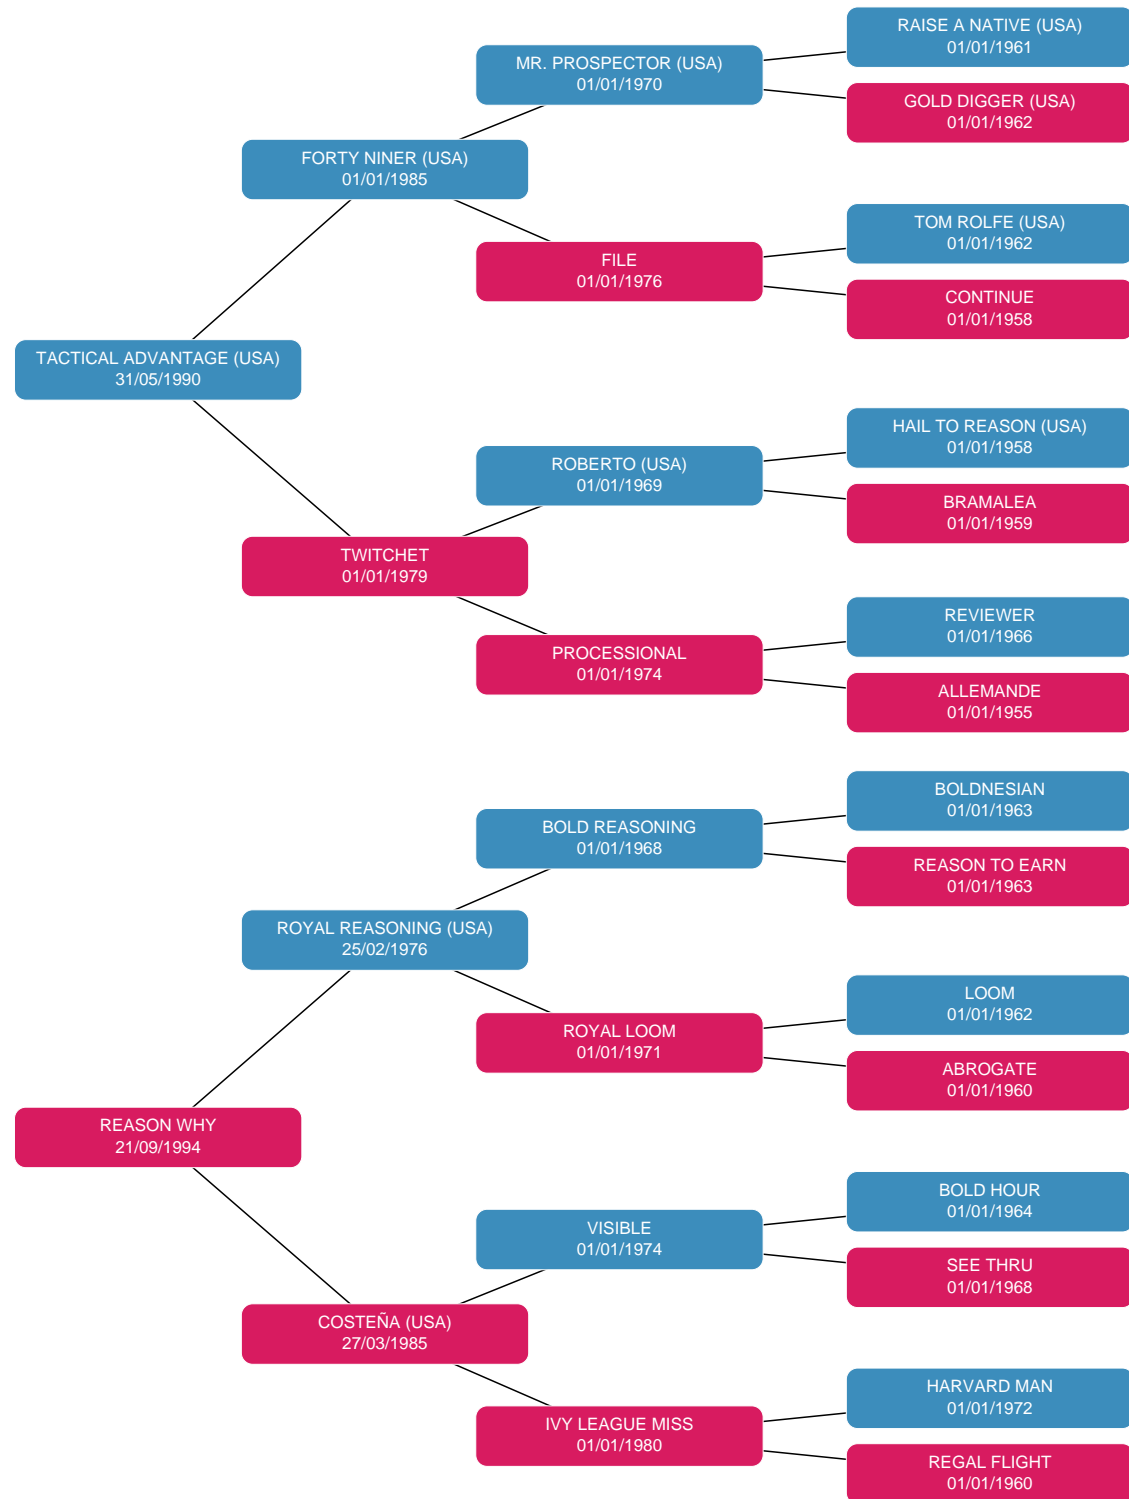 RAISE A NATIVE (USA)
01/01/1961
MR. PROSPECTOR (USA)
01/01/1970
GOLD DIGGER (USA)
01/01/1962
FORTY NINER (USA)
01/01/1985
TOM ROLFE (USA)
01/01/1962
FILE
01/01/1976
CONTINUE
01/01/1958
TACTICAL ADVANTAGE (USA)
31/05/1990
HAIL TO REASON (USA)
01/01/1958
ROBERTO (USA)
01/01/1969
BRAMALEA
01/01/1959
TWITCHET
01/01/1979
REVIEWER
01/01/1966
PROCESSIONAL
01/01/1974
ALLEMANDE
01/01/1955
BOLDNESIAN
01/01/1963
BOLD REASONING
01/01/1968
REASON TO EARN
01/01/1963
ROYAL REASONING (USA)
25/02/1976
LOOM
01/01/1962
ROYAL LOOM
01/01/1971
ABROGATE
01/01/1960
REASON WHY
21/09/1994
BOLD HOUR
01/01/1964
VISIBLE
01/01/1974
SEE THRU
01/01/1968
COSTEÑA (USA)
27/03/1985
HARVARD MAN
01/01/1972
IVY LEAGUE MISS
01/01/1980
REGAL FLIGHT
01/01/1960